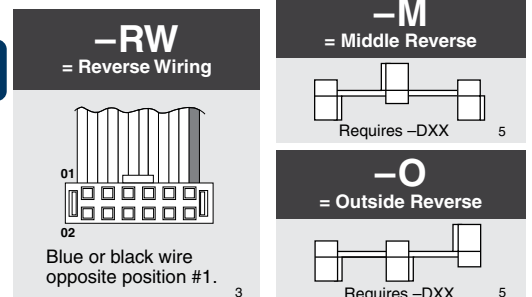 –RW
= Reverse Wiring
01
02
Blue or black wire
opposite position #1.
3
–M
= Middle Reverse
Requires –DXX
5
–O
= Outside Reverse
Requires –DXX
5